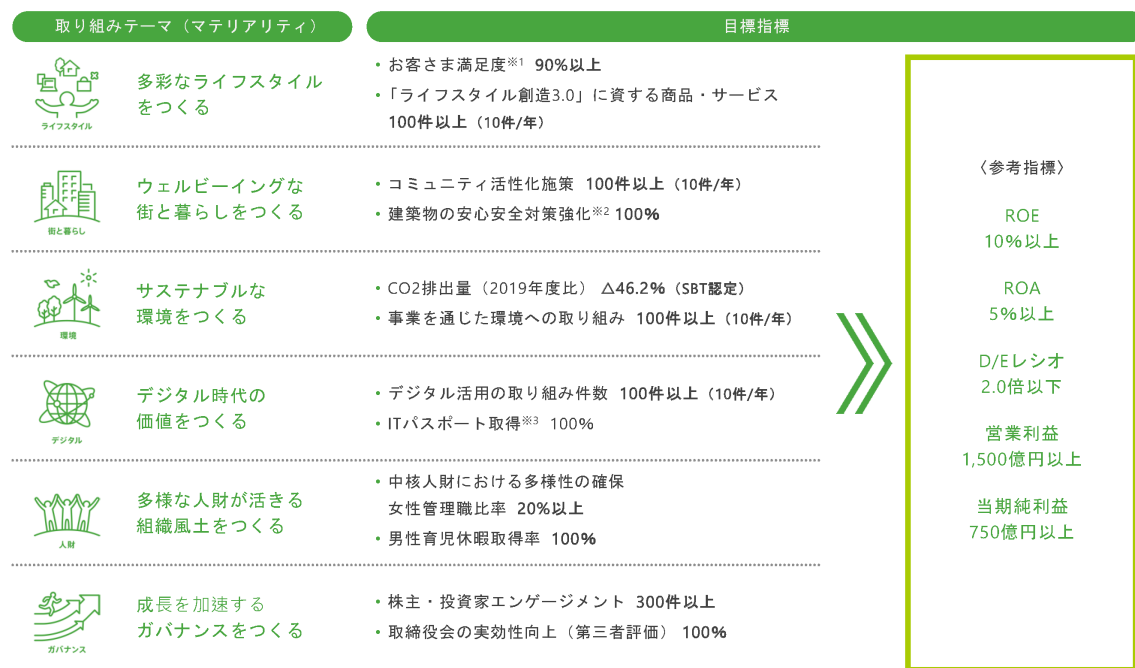 取り組みテーマ（マテリアリティ）
目標指標
ライフスタイル
多彩なライフスタイル
をつくる
・お客さま満足度※1 90%以上
・「ライフスタイル創造3.0」に資する商品・サービス
100件以上（10件/年）
街と暮らし
ウェルビーイングな
街と暮らしをつくる
・コミュニティ活性化施策 100件以上（10件/年）
・建築物の安心安全対策強化※2 100%
環境
サステナブルな
環境をつくる
・CO2排出量（2019年度比） △46.2%（SBT認定）
・事業を通じた環境への取り組み 100件以上（10件/年）
デジタル
デジタル時代の
価値をつくる
・デジタル活用の取り組み件数 100件以上（10件/年）
・ITパスポート取得※3 100%
人財
多様な人財が活きる
組織風土をつくる
・中核人財における多様性の確保
女性管理職比率 20%以上
・男性育児休暇取得率 100%
ガバナンス
成長を加速する
ガバナンスをつくる
・株主・投資家エンゲージメント 300件以上
・取締役会の実効性向上（第三者評価） 100%
〈参考指標〉
ROE
10%以上
ROA
5%以上
D/Eレシオ
2.0倍以下
営業利益
1,500億円以上
当期純利益
750億円以上